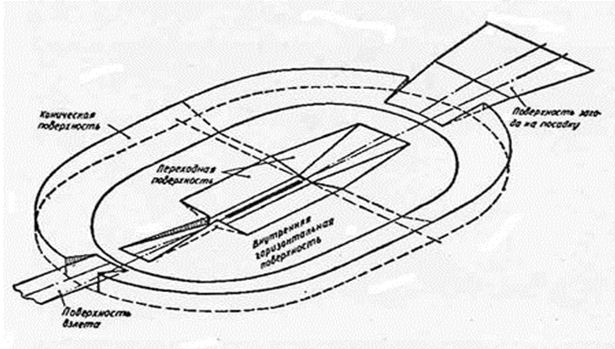 Коническая
поверхность
Переходная
поверхность
Внутренняя
горизонтальная
поверхность
Поверхность захо-
да на посадку
Поверхность
взлета